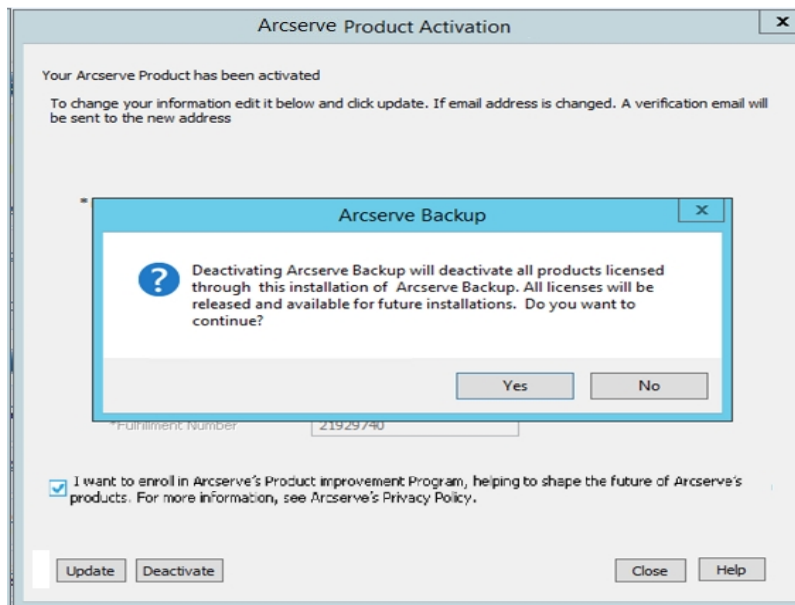 Arcserve Product Activation
Your Arcserve Product has been activated
To change your information edit it below and click update. If email address is changed. A verification email will
be sent to the new address
*
Arcserve Backup
Deactivating Arcserve Backup will deactivate all products licensed
through this installation of Arcserve Backup. All licenses will be
released and available for future installations. Do you want to
continue?
Yes No
*Fulfillment Number 21929740
I want to enroll in Arcserve's Product improvement Program, helping to shape the future of Arcserve's
products. For more information, see Arcserve's Privacy Policy.
Update Deactivate Close Help